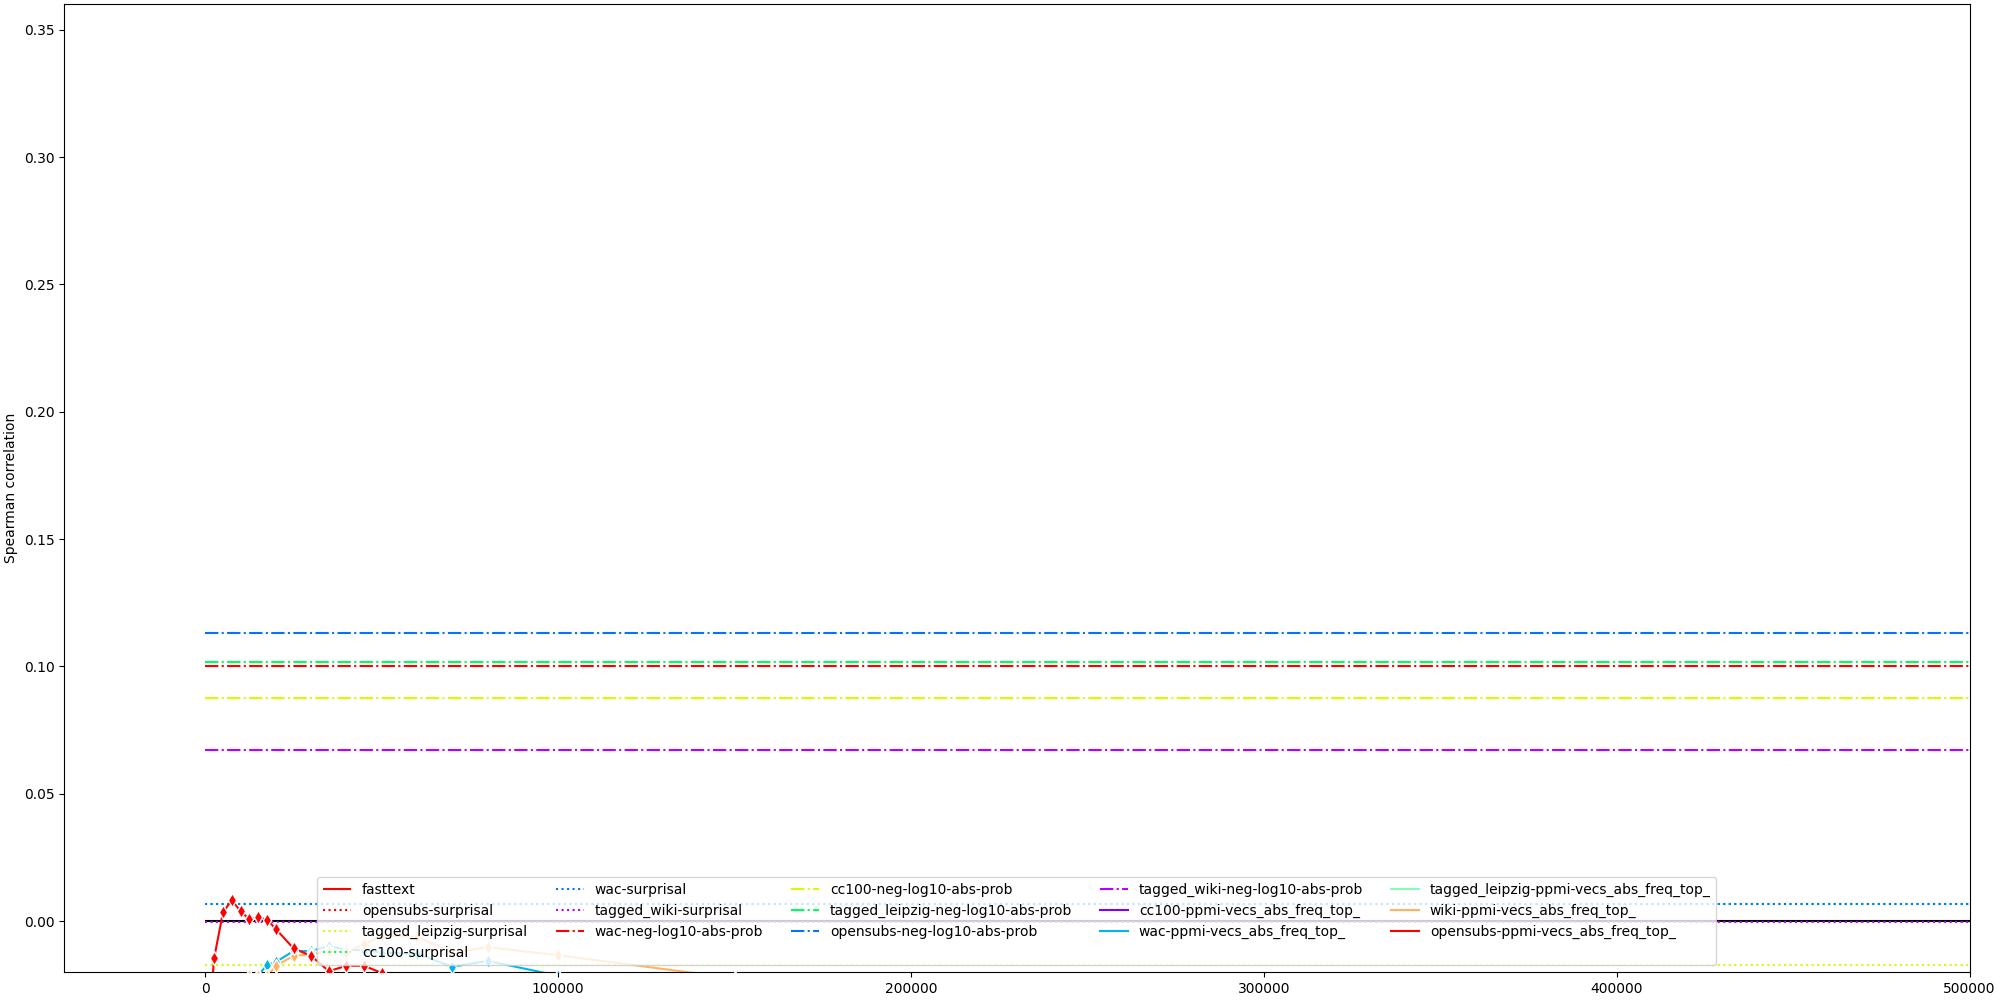 0.35
0.30
0.25
0.20
0.15
0.10
0.05
0.00
Spearman correlation
fasttext
opensubs-surprisal
tagged_leipzig-surprisal
cc100-surprisal
wac-surprisal
tagged_wiki-surprisal
wac-neg-log10-abs-prob
cc100-neg-log10-abs-prob
tagged_leipzig-neg-log10-abs-prob
opensubs-neg-log10-abs-prob
tagged_wiki-neg-log10-abs-prob
cc100-ppmi-vecs_abs_freq_top_
wac-ppmi-vecs_abs_freq_top_
tagged_leipzig-ppmi-vecs_abs_freq_top_
wiki-ppmi-vecs_abs_freq_top_
opensubs-ppmi-vecs_abs_freq_top_
0 100000 200000 300000 400000 500000